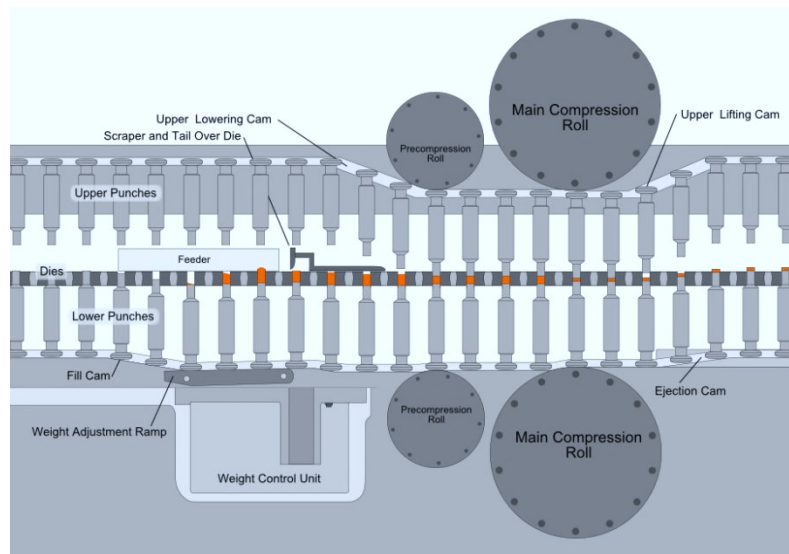 Upper Lowering Cam
Scraper and Tail Over Die
Main Compression
Roll
Upper Lifting Cam
Precompression
Roll
Upper Punches
Feeder
Dies
Lower Punches
Fill Cam
Ejection Cam
Weight Adjustment Ramp
Precompression
Roll
Main Compression
Roll
Weight Control Unit